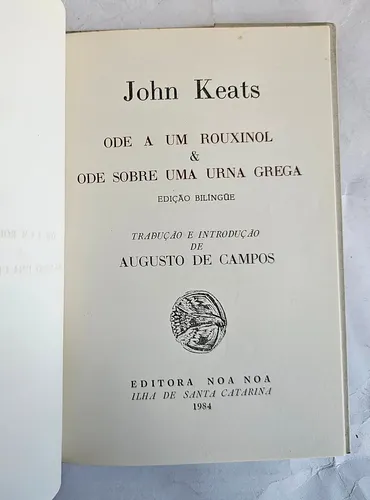 John Keats
ODE A UM ROUXINOL
&
ODE SOBRE UMA URNA GREGA
EDIÇÃO BILINGÜE
TRADUÇÃO E INTRODUÇÃO
DE
AUGUSTO DE CAMPOS
EDITORA NOA NOA
ILHA DE SANTA CATARINA
1984